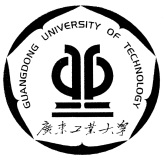 GUANGDONG UNIVERSITY OF TECHNOLOGY
廣東工業大學